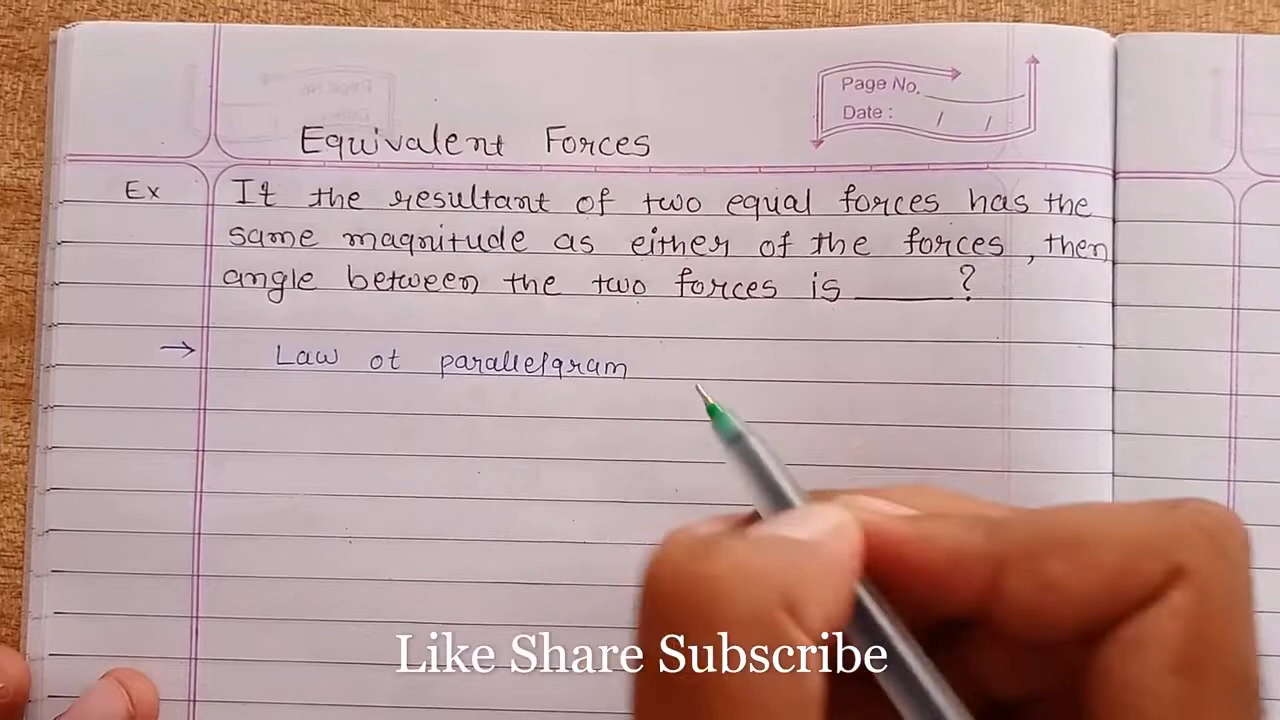 Page No.
Date : / /
Equivalent Forces
Ex If the resultant of two equal forces has the
same magnitude as either of the forces, then
angle between the two forces is ____?
→ Law of parallelgram
Like Share Subscribe